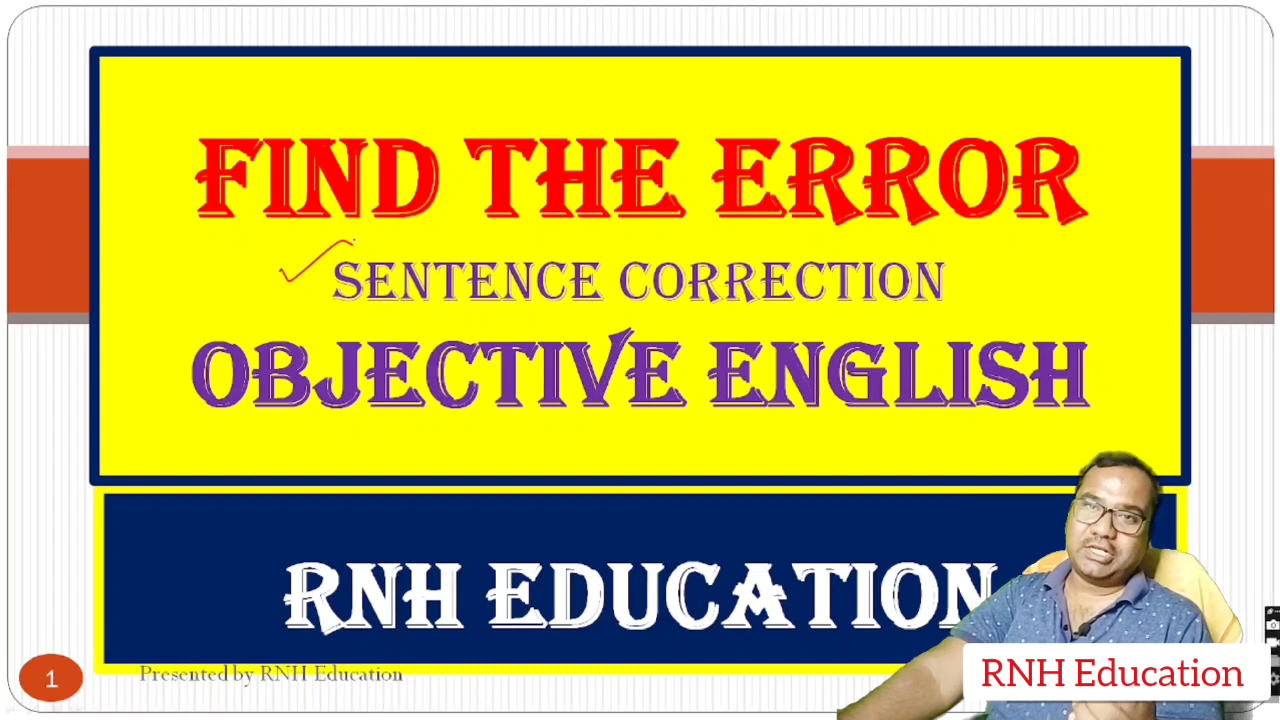 FIND THE ERROR
SENTENCE CORRECTION
OBJECTIVE ENGLISH
RNH EDUCATION
Presented by RNH Education
1
RNH Education